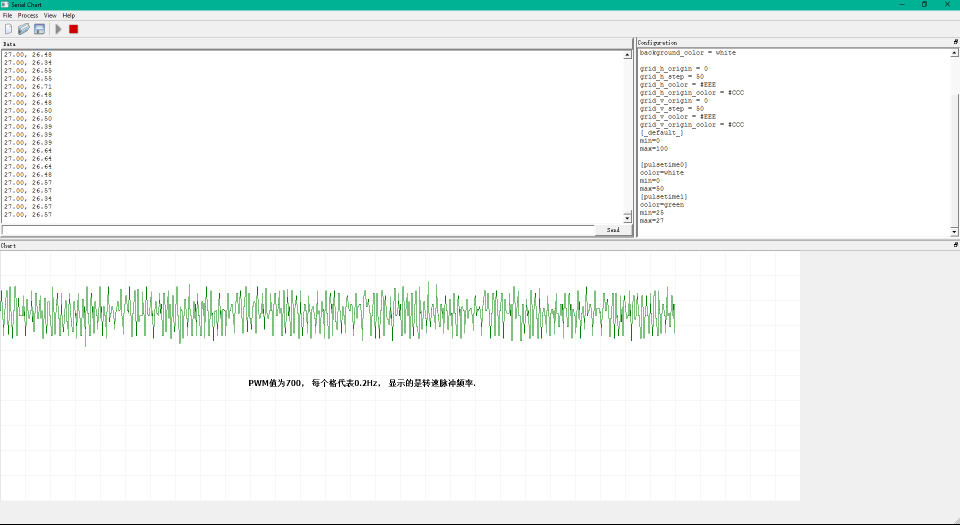 Serial Chart
File Process View Help
Data
27.00, 26.48
27.00, 26.34
27.00, 26.55
27.00, 26.55
27.00, 26.71
27.00, 26.48
27.00, 26.48
27.00, 26.50
27.00, 26.50
27.00, 26.39
27.00, 26.39
27.00, 26.39
27.00, 26.64
27.00, 26.64
27.00, 26.64
27.00, 26.48
27.00, 26.57
27.00, 26.57
27.00, 26.34
27.00, 26.57
27.00, 26.57
Send
Configuration
background_color = white
grid_h_origin = 0
grid_h_step = 50
grid_h_color = #EEE
grid_h_origin_color = #CCC
grid_v_origin = 0
grid_v_step = 50
grid_v_color = #EEE
grid_v_origin_color = #CCC
[_default_]
min=0
max=100
[pulsetime0]
color=white
min=0
max=50
[pulsetime1]
color=green
min=25
max=27
Chart
PWM值为700， 每个格代表0.2Hz， 显示的是转速脉冲频率.